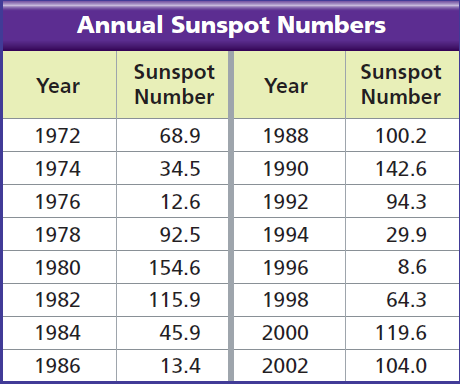 Annual Sunspot Numbers
Year Sunspot Number Year Sunspot Number
1972 68.9 1988 100.2
1974 34.5 1990 142.6
1976 12.6 1992 94.3
1978 92.5 1994 29.9
1980 154.6 1996 8.6
1982 115.9 1998 64.3
1984 45.9 2000 119.6
1986 13.4 2002 104.0